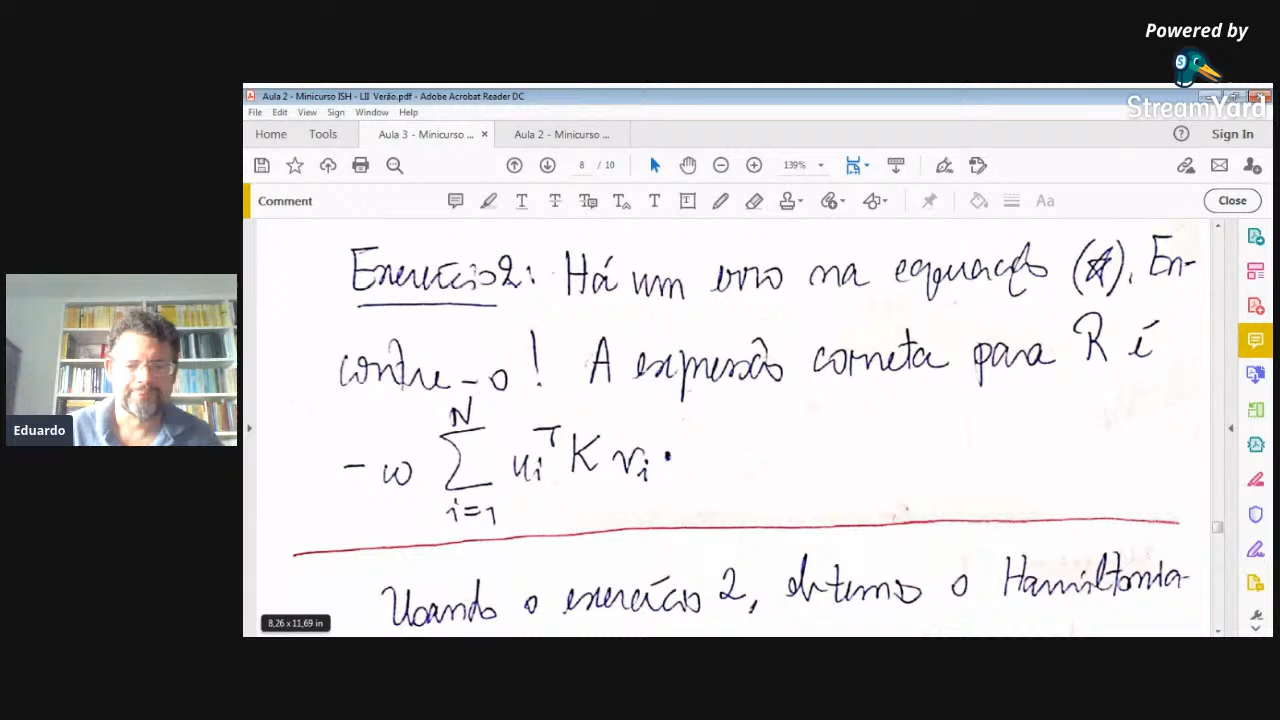 Powered by
StreamYard
Aula 2 - Minicurso ISH - LII Verão.pdf - Adobe Acrobat Reader DC
File Edit View Sign Window Help
Home Tools Aula 3 - Minicurso ... × Aula 2 - Minicurso ... Sign In
8 / 10 139%
Comment Close
Exercício 2: Há um erro na equação (*). En-
contre-o! A expressão correta para R é
N
- ω ∑ uᵢᵀ K vᵢ.
i=1
Usando o exercício 2, obtemos o Hamiltonia-
8,26 x 11,69 in
Eduardo